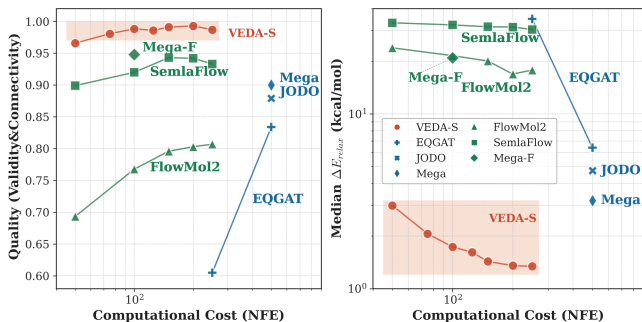 1.00
0.95
0.90
0.85
0.80
0.75
0.70
0.65
0.60
Quality (Validity&Connectivity)
VEDA-S
Mega-F
SemlaFlow
Mega
JODO
FlowMol2
EQGAT
10²
Computational Cost (NFE)
10¹
10⁰
Median ΔE_relax (kcal/mol)
SemlaFlow
EQGAT
Mega-F
FlowMol2
VEDA-S
EQGAT
JODO
Mega
FlowMol2
SemlaFlow
Mega-F
JODO
Mega
VEDA-S
10²
Computational Cost (NFE)